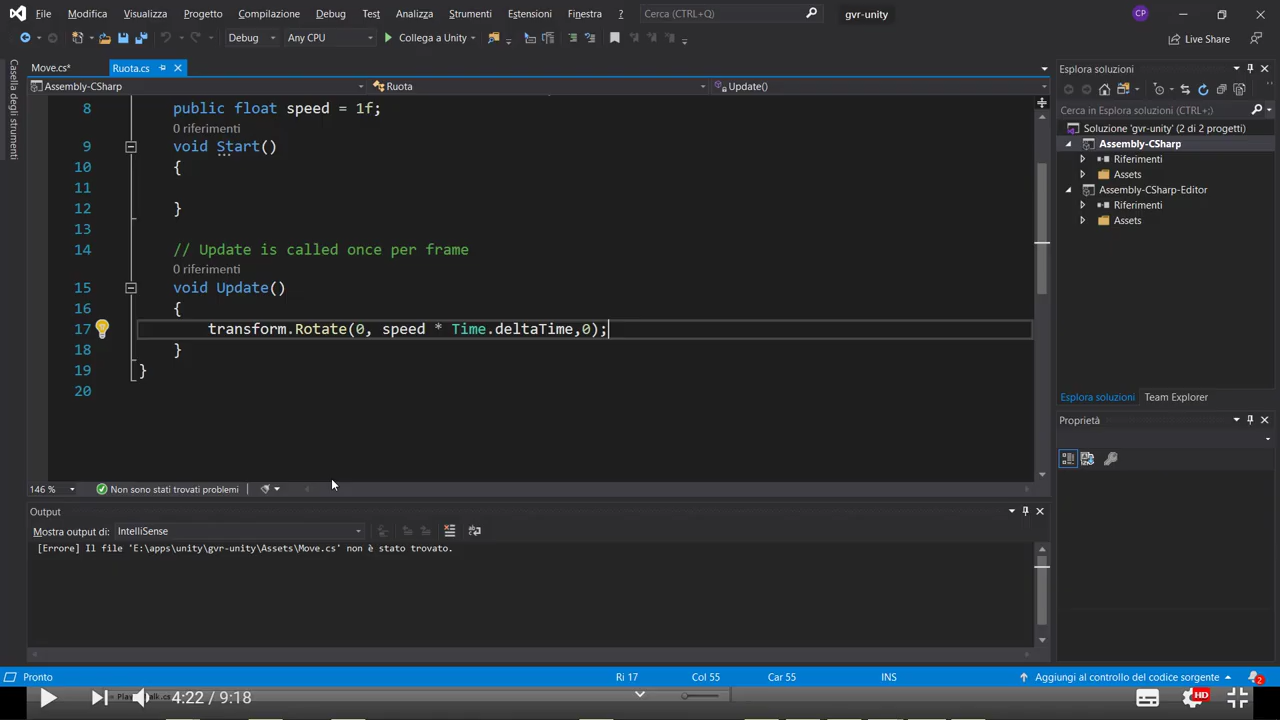 File Modifica Visualizza Progetto Compilazione Debug Test Analizza Strumenti Estensioni Finestra ? Cerca (CTRL+Q) gvr-unity CP
Debug Any CPU Collega a Unity Live Share
Casella degli strumenti
Move.cs* Ruota.cs
Assembly-CSharp Ruota Update()
8 public float speed = 1f;
0 riferimenti
9 void Start()
10 {
11
12 }
13
14 // Update is called once per frame
0 riferimenti
15 void Update()
16 {
17 transform.Rotate(0, speed * Time.deltaTime,0);
18 }
19 }
20
146 % Non sono stati trovati problemi
Output
Mostra output di: IntelliSense
[Errore] Il file 'E:\apps\unity\gvr-unity\Assets\Move.cs' non è stato trovato.
Esplora soluzioni
Cerca in Esplora soluzioni (CTRL+;)
Soluzione 'gvr-unity' (2 di 2 progetti)
Assembly-CSharp
Riferimenti
Assets
Assembly-CSharp-Editor
Riferimenti
Assets
Esplora soluzioni Team Explorer
Proprietà
Pronto Ri 17 Col 55 Car 55 INS Aggiungi al controllo del codice sorgente 2
4:22 / 9:18 HD